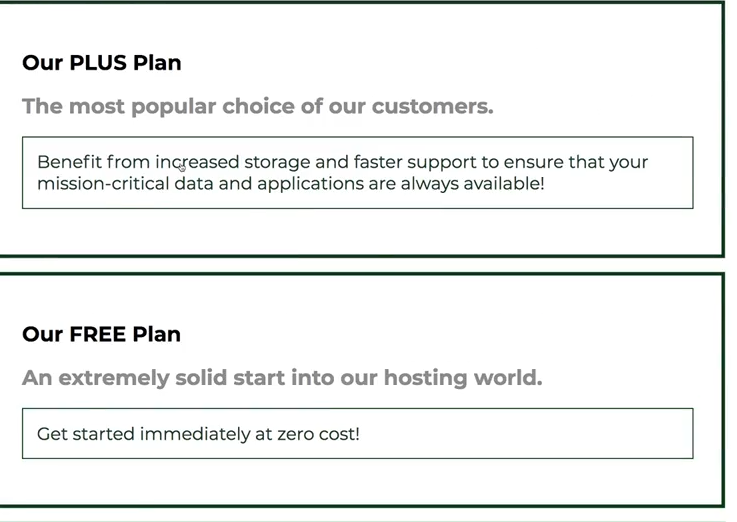 Our PLUS Plan
The most popular choice of our customers.
Benefit from increased storage and faster support to ensure that your
mission-critical data and applications are always available!
Our FREE Plan
An extremely solid start into our hosting world.
Get started immediately at zero cost!